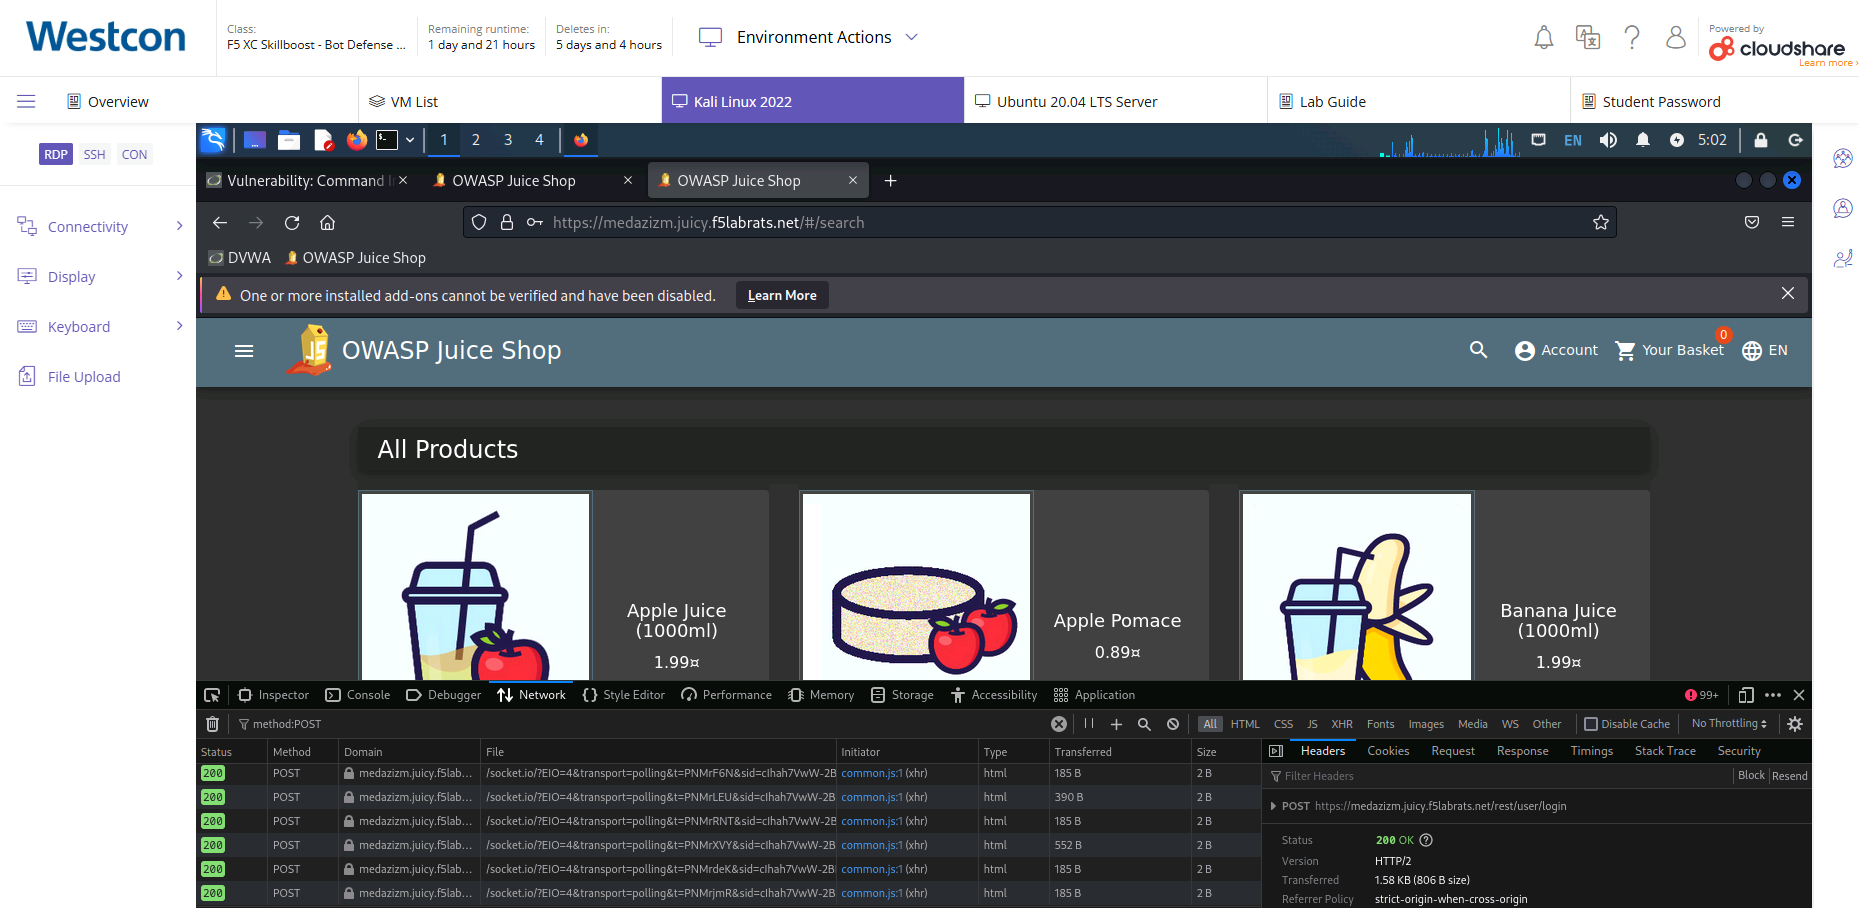 Westcon
Class:
F5 XC Skillboost - Bot Defense ...
Remaining runtime:
1 day and 21 hours
Deletes in:
5 days and 4 hours
Environment Actions
Powered by
cloudshare
Learn more ›
Overview
VM List
Kali Linux 2022
Ubuntu 20.04 LTS Server
Lab Guide
Student Password
RDP
SSH
CON
Connectivity
Display
Keyboard
File Upload
1
2
3
4
EN
5:02
Vulnerability: Command
OWASP Juice Shop
OWASP Juice Shop
https://medazizm.juicy.f5labrats.net/#/search
DVWA
OWASP Juice Shop
One or more installed add-ons cannot be verified and have been disabled.
Learn More
JS
OWASP Juice Shop
Account
Your Basket
0
EN
All Products
Apple Juice
(1000ml)
1.99¤
Apple Pomace
0.89¤
Banana Juice
(1000ml)
1.99¤
Inspector
Console
Debugger
Network
Style Editor
Performance
Memory
Storage
Accessibility
Application
99+
method:POST
All
HTML
CSS
JS
XHR
Fonts
Images
Media
WS
Other
Disable Cache
No Throttling
Status Method Domain File Initiator Type Transferred Size
200 POST medazizm.juicy.f5lab... /socket.io/?EIO=4&transport=polling&t=PNMrF6N&sid=cIhah7VwW-2B common.js:1 (xhr) html 185 B 2 B
200 POST medazizm.juicy.f5lab... /socket.io/?EIO=4&transport=polling&t=PNMrLEU&sid=cIhah7VwW-2B common.js:1 (xhr) html 390 B 2 B
200 POST medazizm.juicy.f5lab... /socket.io/?EIO=4&transport=polling&t=PNMrRNT&sid=cIhah7VwW-2B common.js:1 (xhr) html 185 B 2 B
200 POST medazizm.juicy.f5lab... /socket.io/?EIO=4&transport=polling&t=PNMrXVY&sid=cIhah7VwW-2B common.js:1 (xhr) html 552 B 2 B
200 POST medazizm.juicy.f5lab... /socket.io/?EIO=4&transport=polling&t=PNMrdeK&sid=cIhah7VwW-2B common.js:1 (xhr) html 185 B 2 B
200 POST medazizm.juicy.f5lab... /socket.io/?EIO=4&transport=polling&t=PNMrjmR&sid=cIhah7VwW-2B common.js:1 (xhr) html 185 B 2 B
Headers
Cookies
Request
Response
Timings
Stack Trace
Security
Filter Headers
Block
Resend
POST https://medazizm.juicy.f5labrats.net/rest/user/login
Status 200 OK
Version HTTP/2
Transferred 1.58 KB (806 B size)
Referrer Policy strict-origin-when-cross-origin